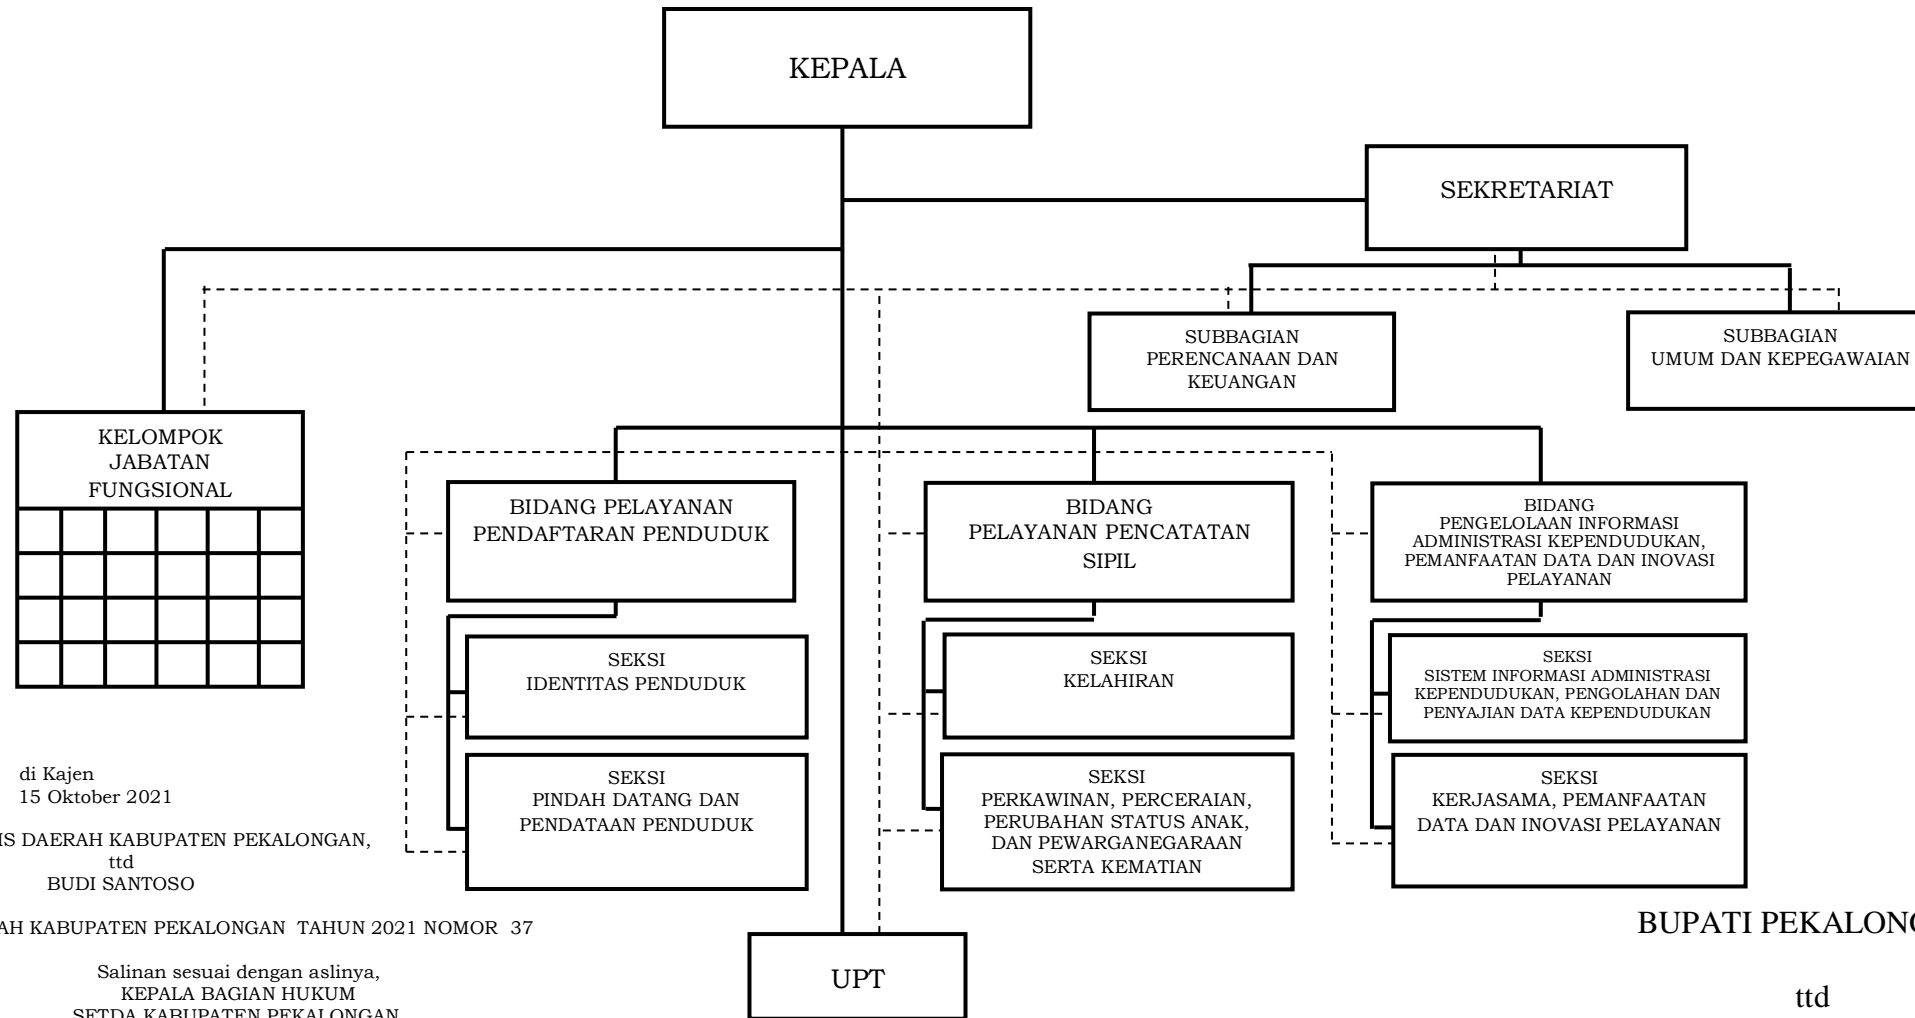 KEPALA
SEKRETARIAT
SUBBAGIAN
PERENCANAAN DAN
KEUANGAN
SUBBAGIAN
UMUM DAN KEPEGAWAIAN
KELOMPOK
JABATAN
FUNGSIONAL
BIDANG PELAYANAN
PENDAFTARAN PENDUDUK
BIDANG
PELAYANAN PENCATATAN
SIPIL
BIDANG
PENGELOLAAN INFORMASI
ADMINISTRASI KEPENDUDUKAN,
PEMANFAATAN DATA DAN INOVASI
PELAYANAN
SEKSI
IDENTITAS PENDUDUK
SEKSI
KELAHIRAN
SEKSI
SISTEM INFORMASI ADMINISTRASI
KEPENDUDUKAN, PENGOLAHAN DAN
PENYAJIAN DATA KEPENDUDUKAN
SEKSI
PINDAH DATANG DAN
PENDATAAN PENDUDUK
SEKSI
PERKAWINAN, PERCERAIAN,
PERUBAHAN STATUS ANAK,
DAN PEWARGANEGARAAN
SERTA KEMATIAN
SEKSI
KERJASAMA, PEMANFAATAN
DATA DAN INOVASI PELAYANAN
UPT
di Kajen
15 Oktober 2021
IS DAERAH KABUPATEN PEKALONGAN,
ttd
BUDI SANTOSO
AH KABUPATEN PEKALONGAN TAHUN 2021 NOMOR 37
Salinan sesuai dengan aslinya,
KEPALA BAGIAN HUKUM
SETDA KABUPATEN PEKALONGAN
BUPATI PEKALON
ttd